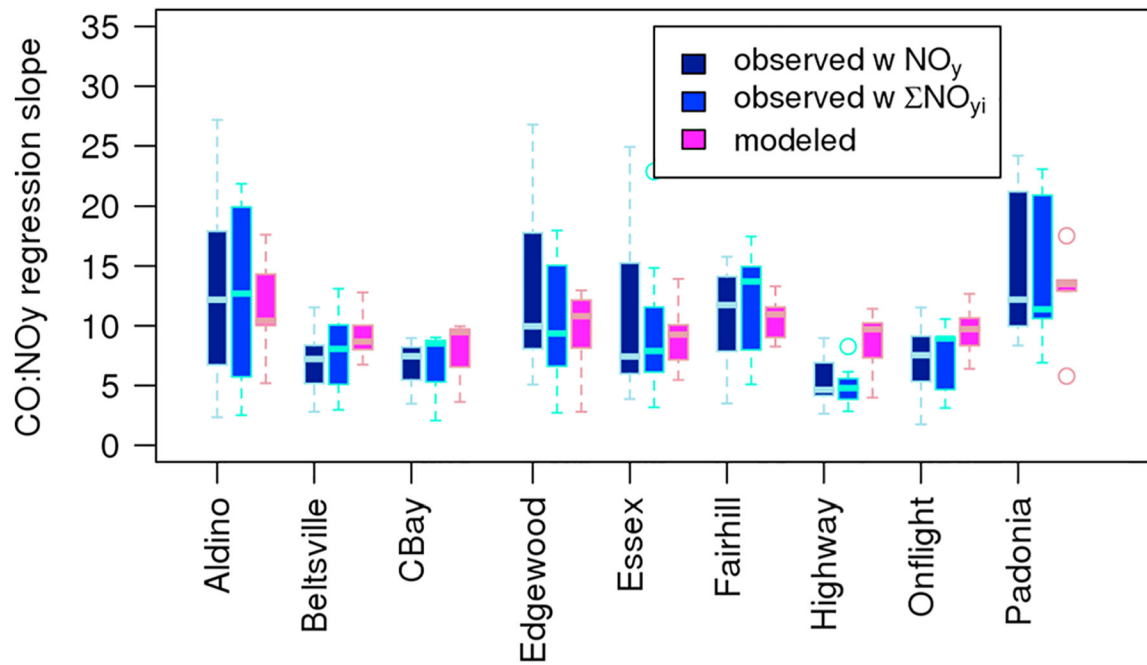 CO:NOy regression slope
35
30
25
20
15
10
5
0
observed w NOy
observed w ΣNOyi
modeled
Aldino
Beltsville
CBay
Edgewood
Essex
Fairhill
Highway
Onflight
Padonia